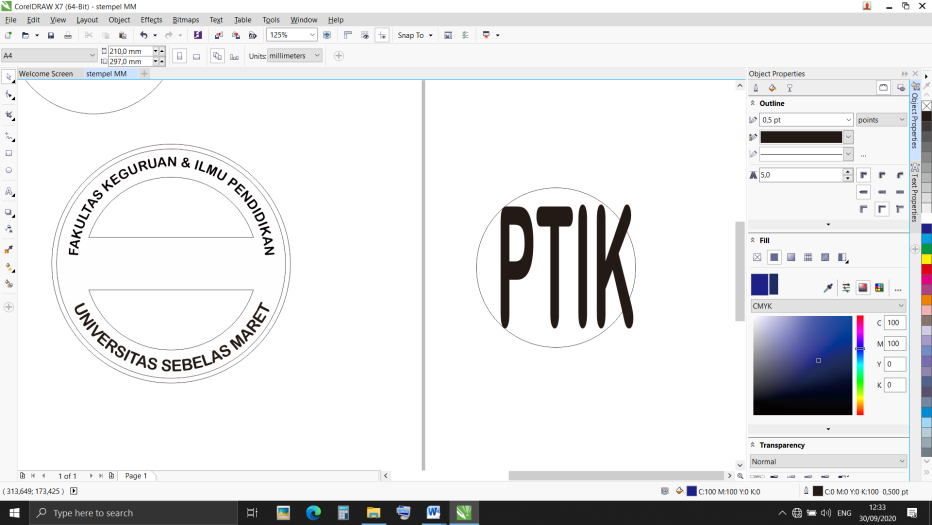 CorelDRAW X7 (64-Bit) - stempel MM
File Edit View Layout Object Effects Bitmaps Text Table Tools Window Help
125% Snap To
A4 210,0 mm 297,0 mm Units: millimeters
Welcome Screen stempel MM
Object Properties
Outline
0,5 pt points
5,0
Fill
CMYK
C 100
M 100
Y 0
K 0
Transparency
Normal
Object Properties
Text Properties
FAKULTAS KEGURUAN & ILMU PENDIDIKAN
UNIVERSITAS SEBELAS MARET
PTIK
1 of 1 Page 1
( 313,649; 173,425 ) C:100 M:100 Y:0 K:0 C:0 M:0 Y:0 K:100 0,500 pt
Type here to search
ENG
12:33
30/09/2020